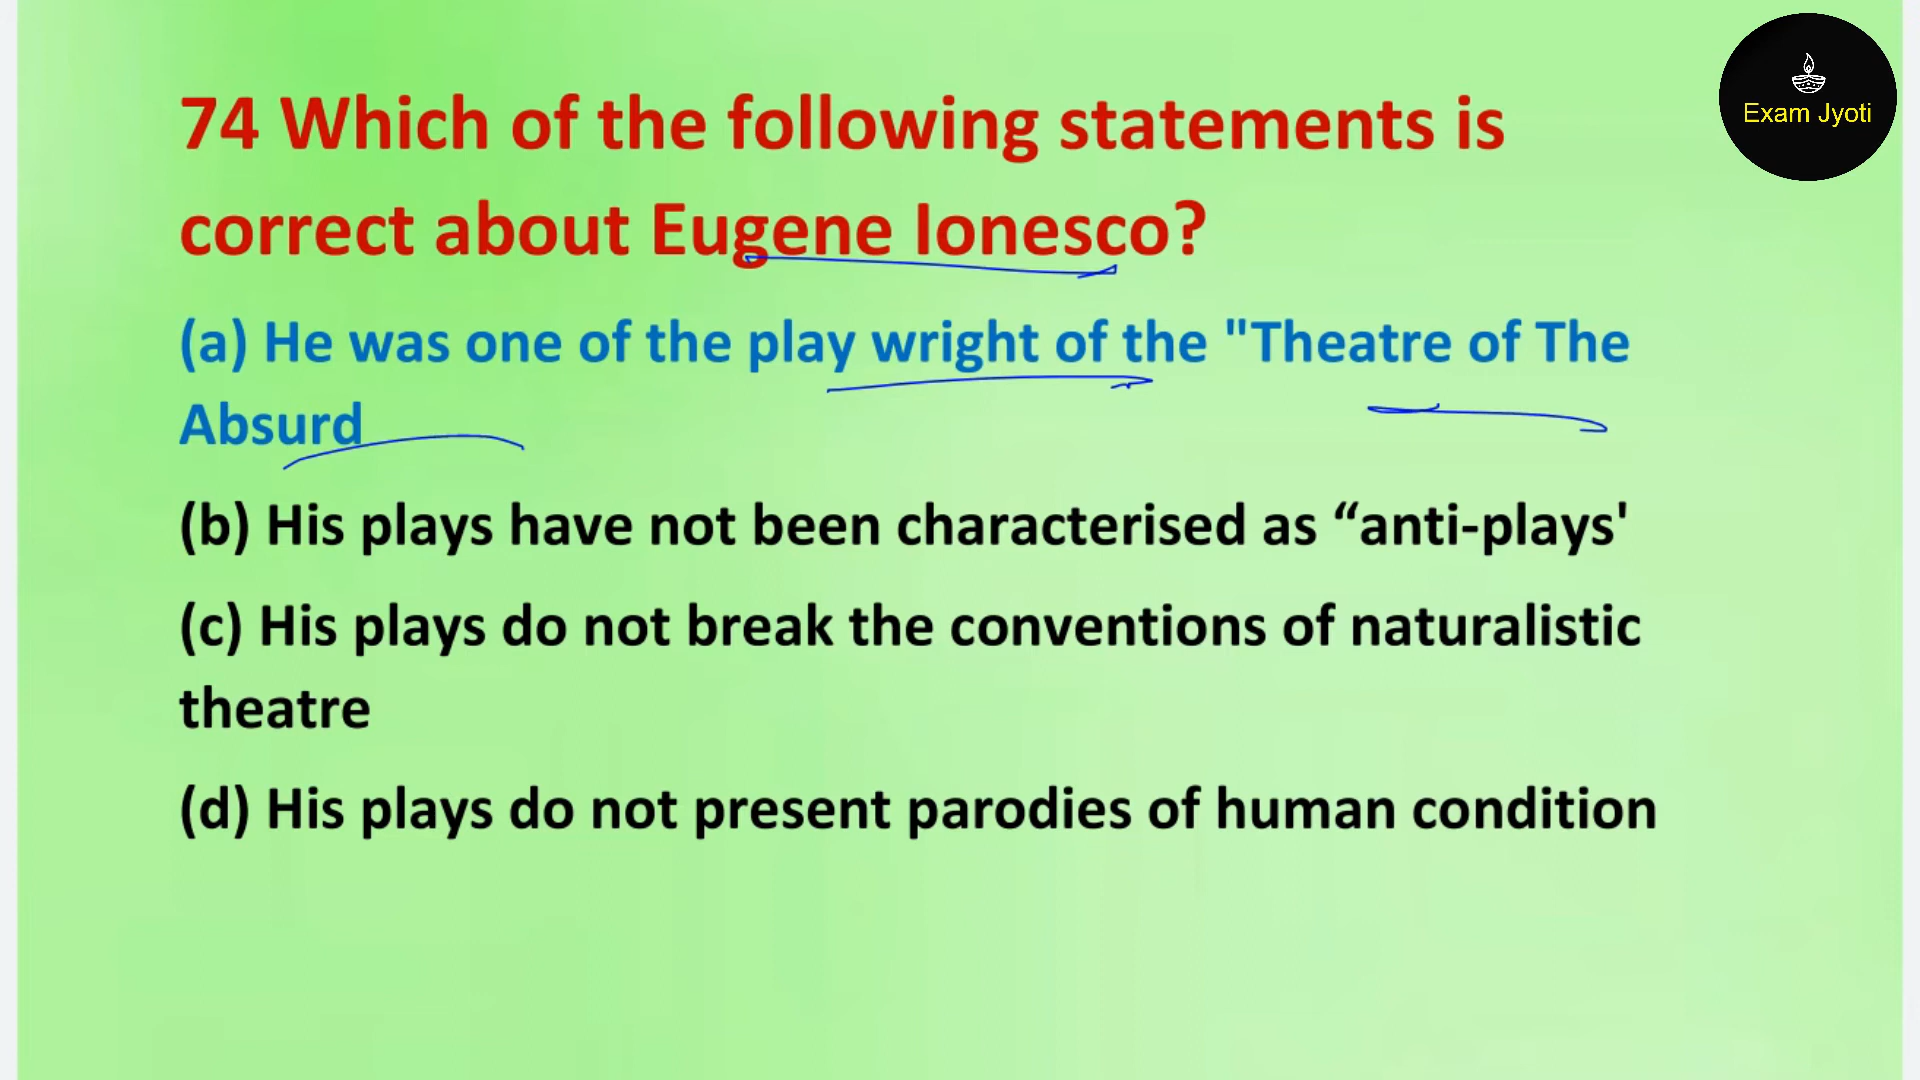 Exam Jyoti
74 Which of the following statements is
correct about Eugene Ionesco?
(a) He was one of the play wright of the "Theatre of The
Absurd
(b) His plays have not been characterised as “anti-plays'
(c) His plays do not break the conventions of naturalistic
theatre
(d) His plays do not present parodies of human condition